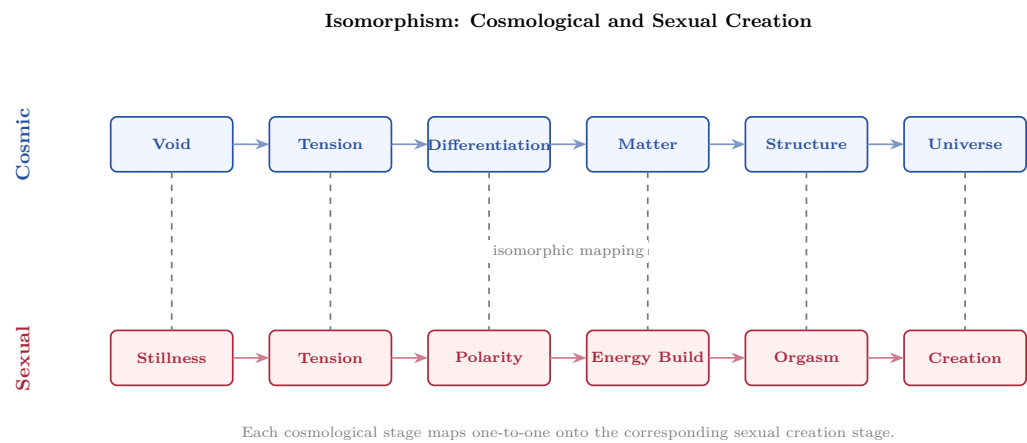 Isomorphism: Cosmological and Sexual Creation
Cosmic
Void
Tension
Differentiation
Matter
Structure
Universe
isomorphic mapping
Sexual
Stillness
Tension
Polarity
Energy Build
Orgasm
Creation
Each cosmological stage maps one-to-one onto the corresponding sexual creation stage.